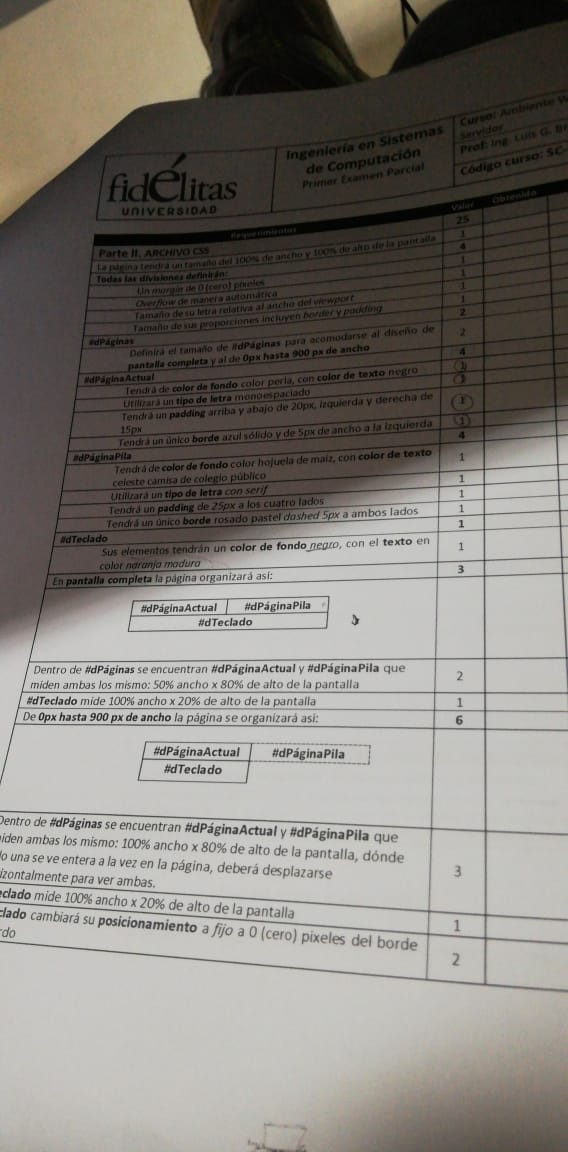 fidélitas
UNIVERSIDAD
Ingeniería en Sistemas
de Computación
Primer Examen Parcial
Curso: Ambiente W
Servidor
Prof: Ing. Luis G. Br
Código curso: SC-
Requerimientos Valor Obtenido
Parte II. ARCHIVO CSS 25
La página tendrá un tamaño del 100% de ancho y 100% de alto de la pantalla 1
Todas las divisiones definirán: 4
Un margin de 0 (cero) píxeles 1
Overflow de manera automática 1
Tamaño de su letra relativa al ancho del viewport 1
Tamaño de sus proporciones incluyen border y padding 1
#dPáginas 2
Definirá el tamaño de #dPáginas para acomodarse al diseño de
pantalla completa y al de 0px hasta 900 px de ancho 2
#dPáginaActual 4
Tendrá de color de fondo color perla, con color de texto negro 1
Utilizará un tipo de letra monoespaciado 1
Tendrá un padding arriba y abajo de 20px, izquierda y derecha de
15px 1
Tendrá un único borde azul sólido y de 5px de ancho a la izquierda 1
#dPáginaPila 4
Tendrá de color de fondo color hojuela de maíz, con color de texto
celeste camisa de colegio público 1
Utilizará un tipo de letra con serif 1
Tendrá un padding de 25px a los cuatro lados 1
Tendrá un único borde rosado pastel dashed 5px a ambos lados 1
#dTeclado 1
Sus elementos tendrán un color de fondo negro, con el texto en
color naranja madura 1
En pantalla completa la página organizará así: 3
#dPáginaActual #dPáginaPila
#dTeclado
Dentro de #dPáginas se encuentran #dPáginaActual y #dPáginaPila que
miden ambas los mismo: 50% ancho x 80% de alto de la pantalla 2
#dTeclado mide 100% ancho x 20% de alto de la pantalla 1
De 0px hasta 900 px de ancho la página se organizará así: 6
#dPáginaActual #dPáginaPila
#dTeclado
Dentro de #dPáginas se encuentran #dPáginaActual y #dPáginaPila que
iden ambas los mismo: 100% ancho x 80% de alto de la pantalla, dónde
lo una se ve entera a la vez en la página, deberá desplazarse
izontalmente para ver ambas. 3
eclado mide 100% ancho x 20% de alto de la pantalla 1
clado cambiará su posicionamiento a fijo a 0 (cero) pixeles del borde
rdo 2